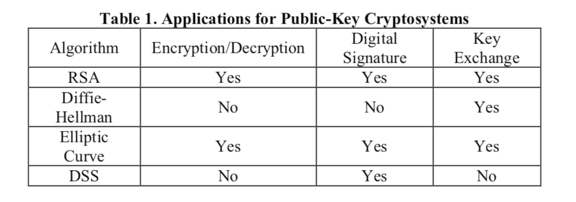 Table 1. Applications for Public-Key Cryptosystems
Algorithm Encryption/Decryption Digital Signature Key Exchange
RSA Yes Yes Yes
Diffie-Hellman No No Yes
Elliptic Curve Yes Yes Yes
DSS No Yes No